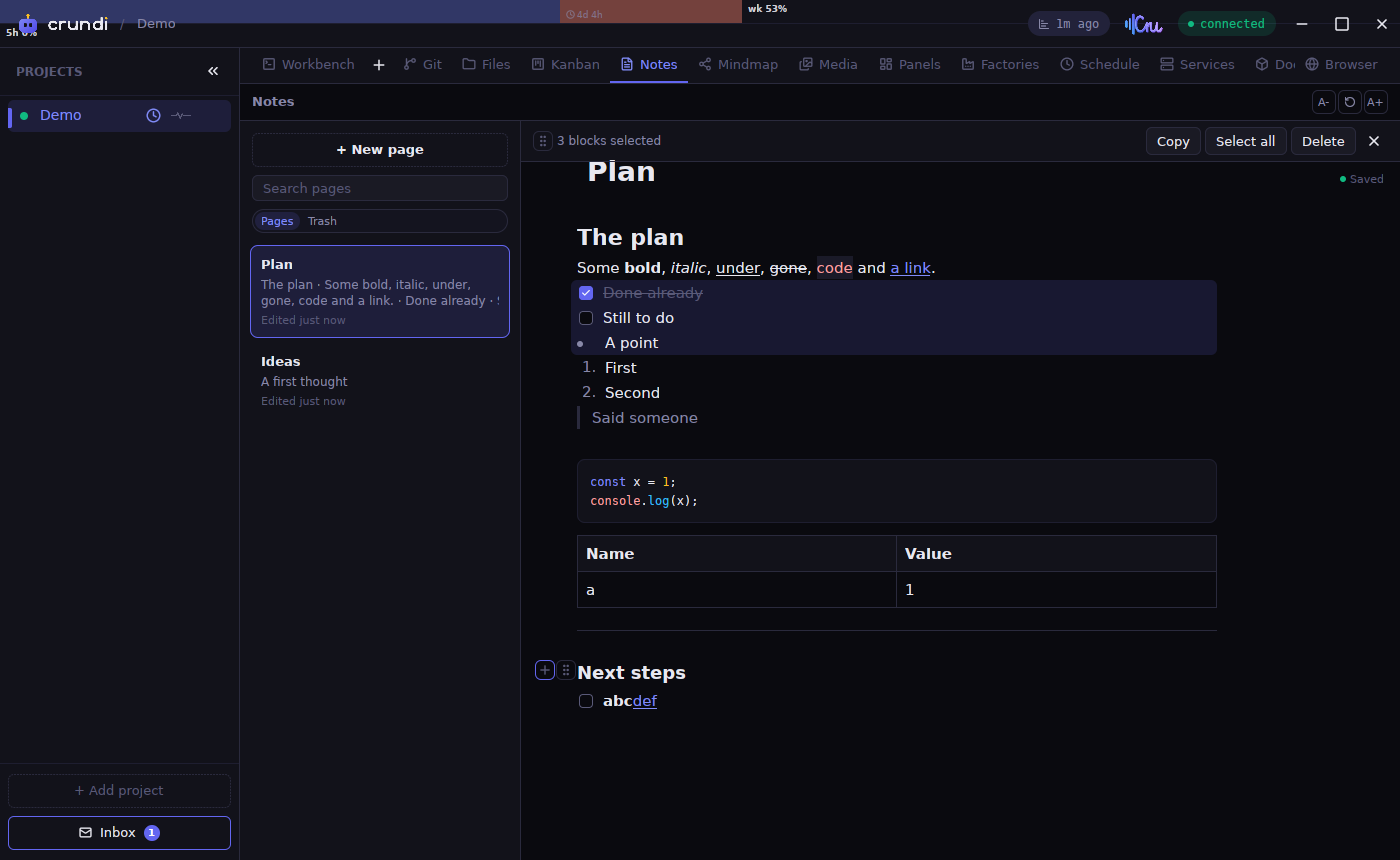 4d 4h
wk 53%
5h 6%
crundi / Demo
1m ago
connected
PROJECTS
Demo
+ Add project
Inbox 1
Workbench + Git Files Kanban Notes Mindmap Media Panels Factories Schedule Services Doc Browser
Notes
A- A+
+ New page
Search pages
Pages Trash
Plan
The plan · Some bold, italic, under,
gone, code and a link. · Done already ·
Edited just now
Ideas
A first thought
Edited just now
3 blocks selected
Copy Select all Delete
Plan
Saved
The plan
Some bold, italic, under, gone, code and a link.
Done already
Still to do
A point
1. First
2. Second
Said someone
const x = 1;
console.log(x);
Name Value
a 1
Next steps
abcdef